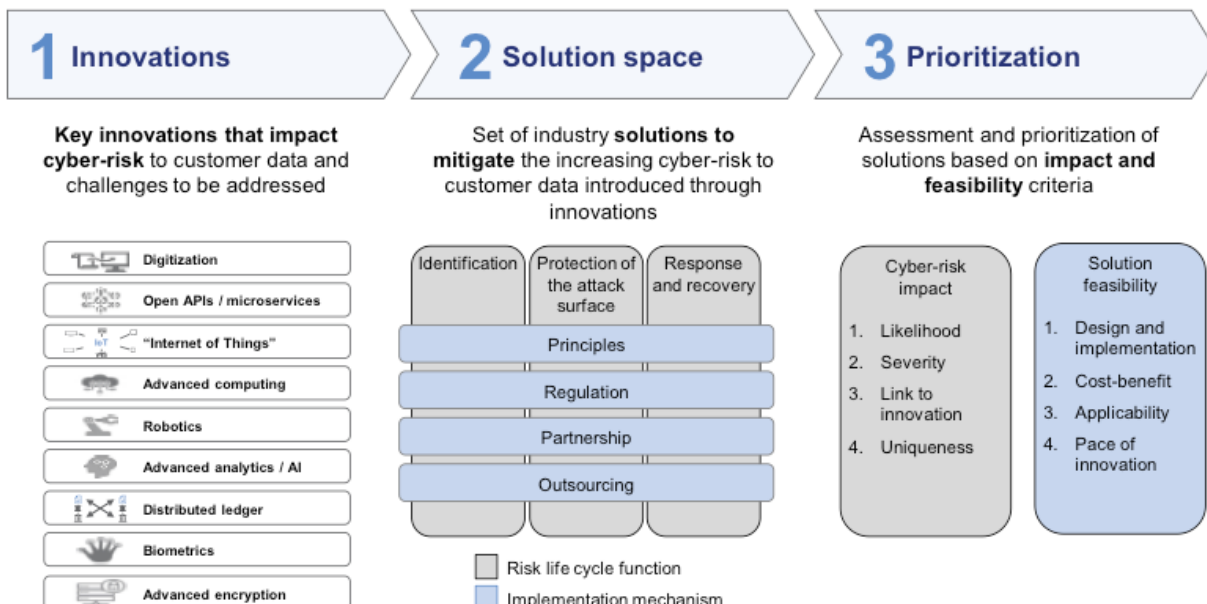 1 Innovations
Key innovations that impact
cyber-risk to customer data and
challenges to be addressed
Digitization
Open APIs / microservices
IoT
"Internet of Things"
Advanced computing
Robotics
Advanced analytics / AI
Distributed ledger
Biometrics
Advanced encryption
2 Solution space
Set of industry solutions to
mitigate the increasing cyber-risk to
customer data introduced through
innovations
Identification
Protection of
the attack
surface
Response
and recovery
Principles
Regulation
Partnership
Outsourcing
Risk life cycle function
Implementation mechanism
3 Prioritization
Assessment and prioritization of
solutions based on impact and
feasibility criteria
Cyber-risk
impact
1. Likelihood
2. Severity
3. Link to
innovation
4. Uniqueness
Solution
feasibility
1. Design and
implementation
2. Cost-benefit
3. Applicability
4. Pace of
innovation